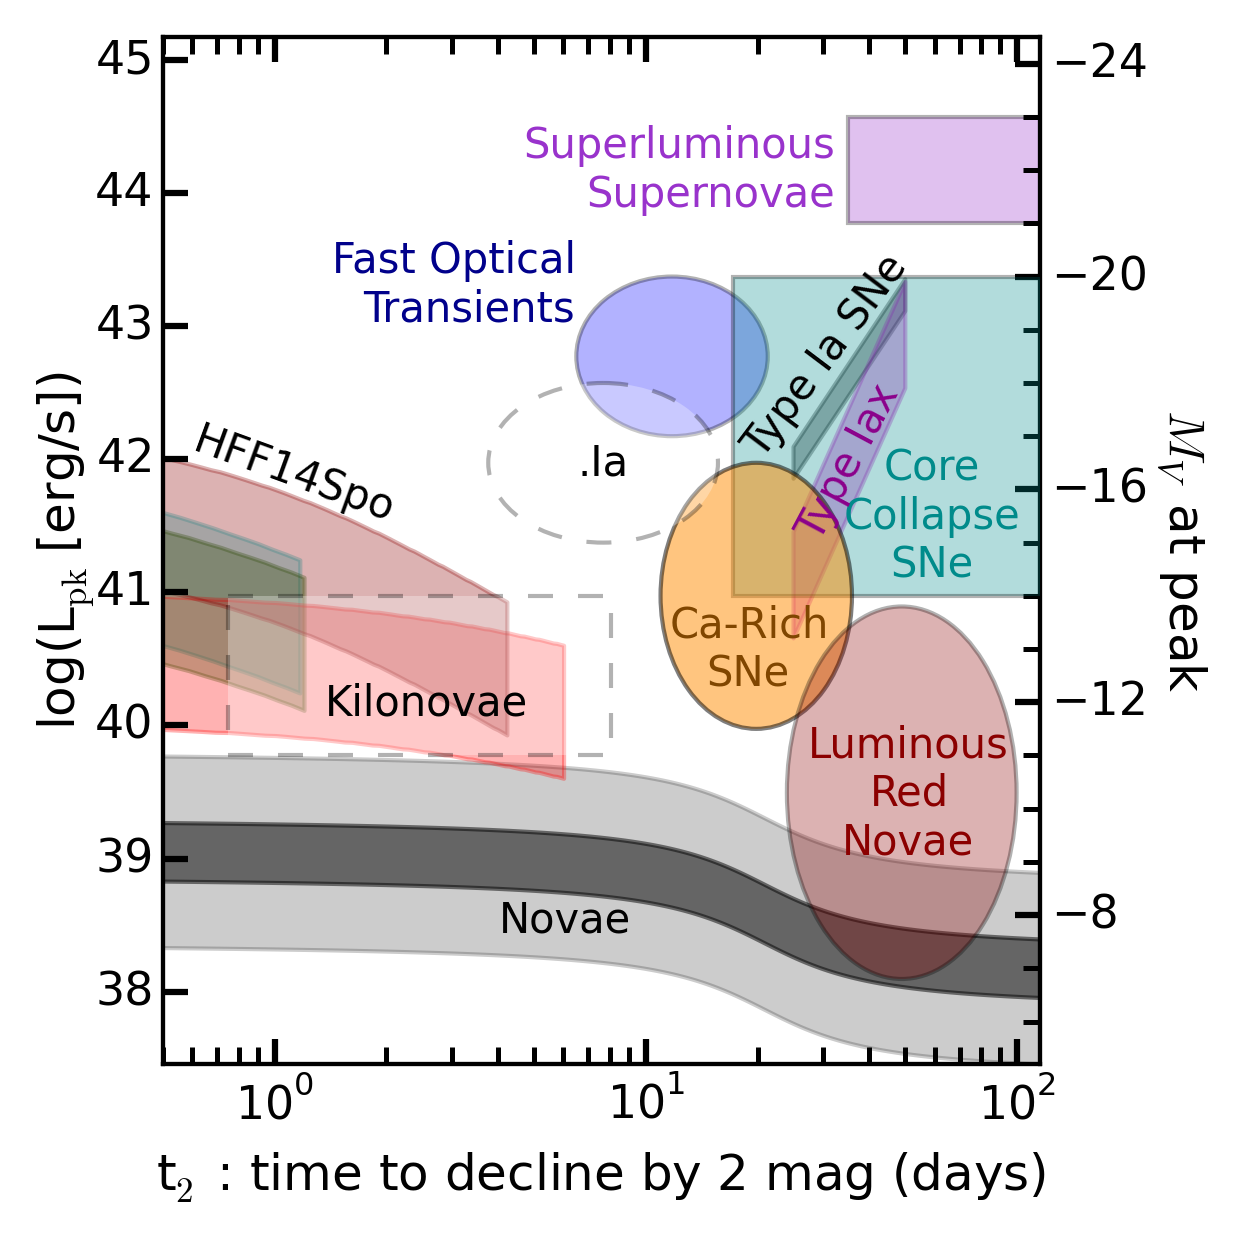 45
44
43
42
41
40
39
38
log(L_pk [erg/s])
−24
−20
−16
−12
−8
M_V at peak
Superluminous
Supernovae
Fast Optical
Transients
Type Ia SNe
.Ia
Type Iax
HFF14Spo
Core
Collapse
SNe
Ca-Rich
SNe
Kilonovae
Luminous
Red
Novae
Novae
10^0
10^1
10^2
t_2 : time to decline by 2 mag (days)